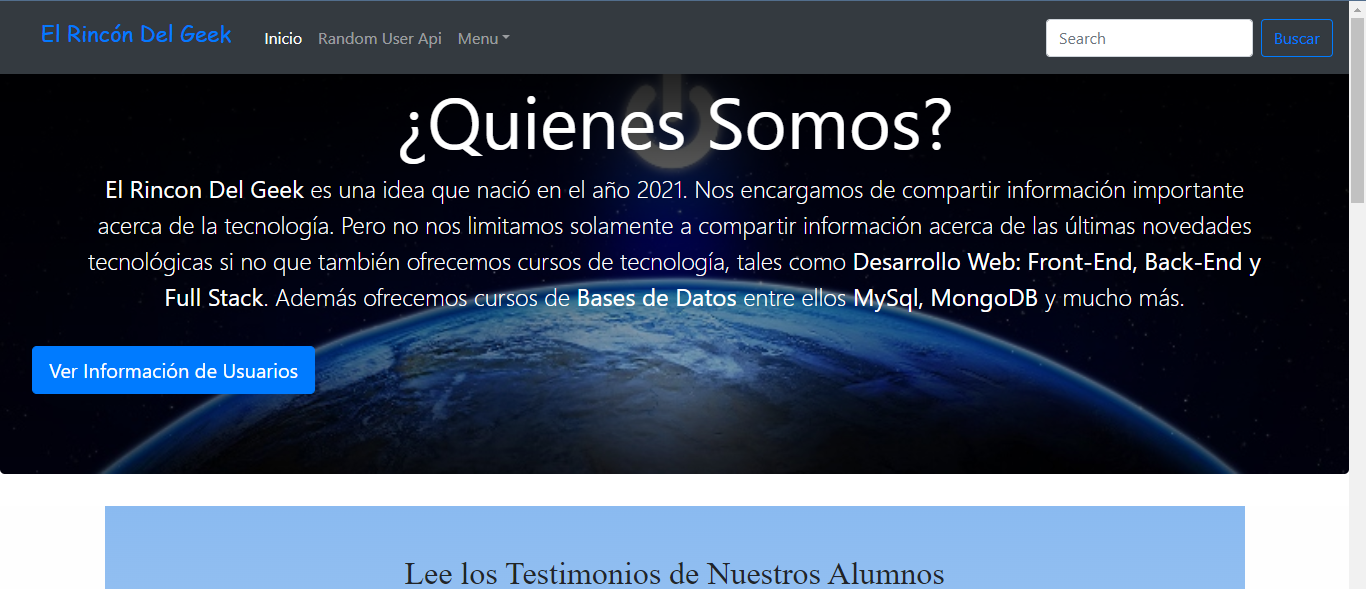 El Rincón Del Geek Inicio Random User Api Menu Search Buscar
¿Quienes Somos?
El Rincon Del Geek es una idea que nació en el año 2021. Nos encargamos de compartir información importante
acerca de la tecnología. Pero no nos limitamos solamente a compartir información acerca de las últimas novedades
tecnológicas si no que también ofrecemos cursos de tecnología, tales como Desarrollo Web: Front-End, Back-End y
Full Stack. Además ofrecemos cursos de Bases de Datos entre ellos MySql, MongoDB y mucho más.
Ver Información de Usuarios
Lee los Testimonios de Nuestros Alumnos